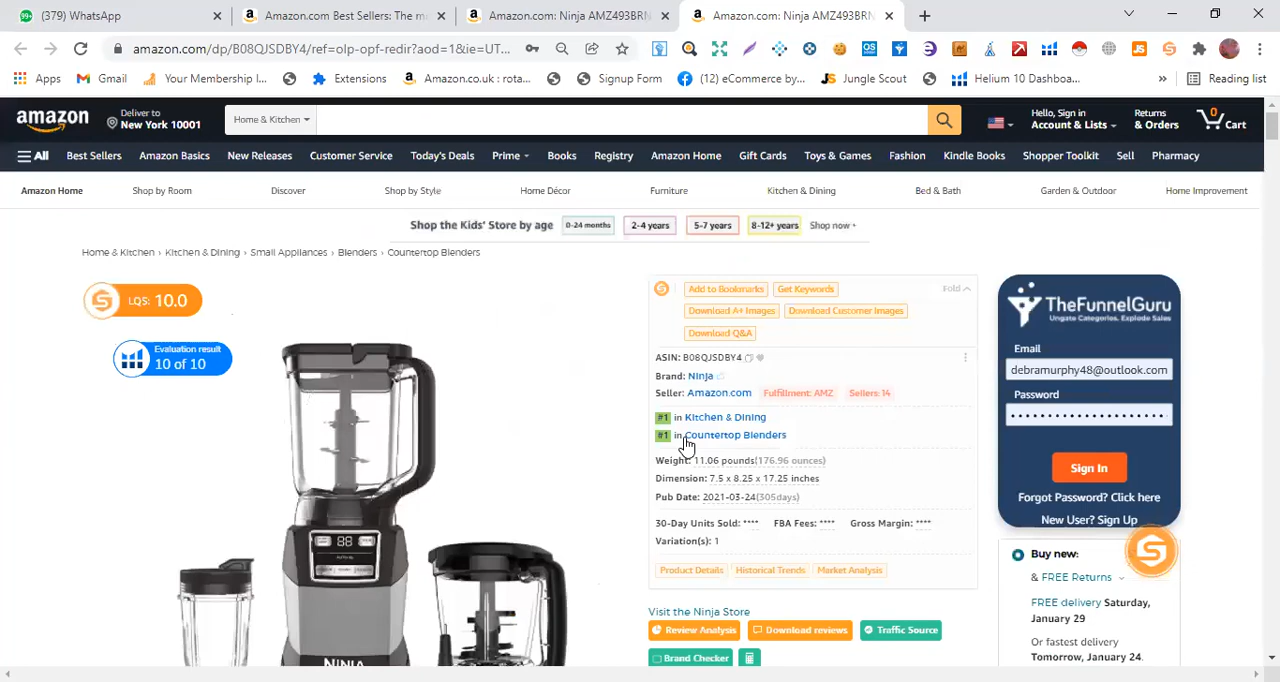 (379) WhatsApp
Amazon.com Best Sellers: The m
Amazon.com: Ninja AMZ493BRN
Amazon.com: Ninja AMZ493BRN
amazon.com/dp/B08QJSDBY4/ref=olp-opf-redir?aod=1&ie=UT...
Apps
Gmail
Your Membership I...
Extensions
Amazon.co.uk : rota...
Signup Form
(12) eCommerce by...
Jungle Scout
Helium 10 Dashboa...
»
Reading list
amazon
Deliver to
New York 10001
Home & Kitchen
Hello, Sign in
Account & Lists
Returns
& Orders
0
Cart
All
Best Sellers
Amazon Basics
New Releases
Customer Service
Today's Deals
Prime
Books
Registry
Amazon Home
Gift Cards
Toys & Games
Fashion
Kindle Books
Shopper Toolkit
Sell
Pharmacy
Amazon Home
Shop by Room
Discover
Shop by Style
Home Décor
Furniture
Kitchen & Dining
Bed & Bath
Garden & Outdoor
Home Improvement
Shop the Kids' Store by age
0-24 months
2-4 years
5-7 years
8-12+ years
Shop now ›
Home & Kitchen › Kitchen & Dining › Small Appliances › Blenders › Countertop Blenders
LQS: 10.0
Evaluation result
10 of 10
NINJA
Add to Bookmarks
Get Keywords
Fold
Download A+ Images
Download Customer Images
Download Q&A
ASIN: B08QJSDBY4
Brand: Ninja
Seller: Amazon.com
Fulfillment: AMZ
Sellers: 14
#1 in Kitchen & Dining
#1 in Countertop Blenders
Weight: 11.06 pounds(176.96 ounces)
Dimension: 7.5 x 8.25 x 17.25 inches
Pub Date: 2021-03-24(305days)
30-Day Units Sold: ****
FBA Fees: ****
Gross Margin: ****
Variation(s): 1
Product Details
Historical Trends
Market Analysis
Visit the Ninja Store
Review Analysis
Download reviews
Traffic Source
Brand Checker
TheFunnelGuru
Ungate Categories. Explode Sales
Email
debramurphy48@outlook.com
Password
Sign In
Forgot Password? Click here
New User? Sign Up
Buy new:
& FREE Returns
FREE delivery Saturday,
January 29
Or fastest delivery
Tomorrow, January 24.